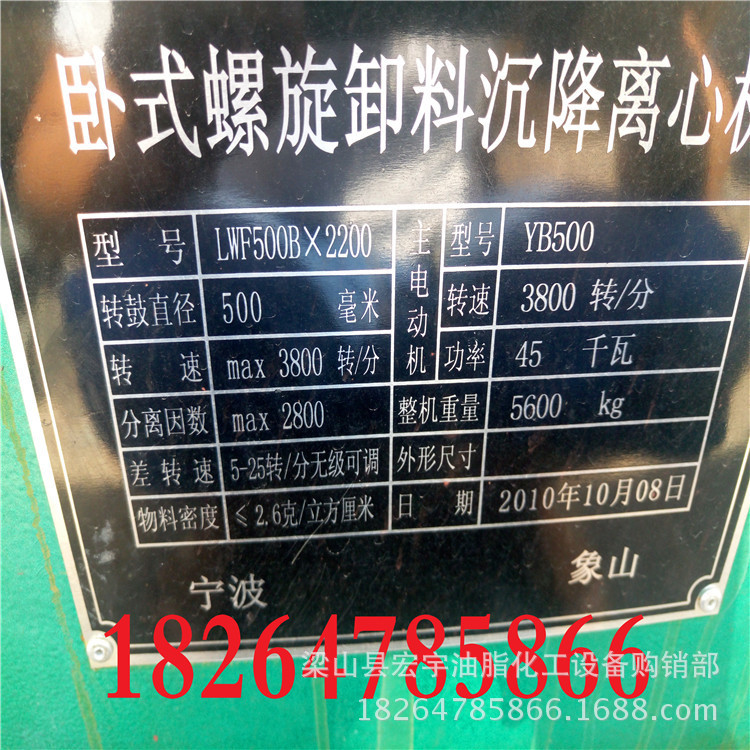 卧式螺旋卸料沉降离心机
型号 LWF500B×2200 主电动机 型号 YB500
转鼓直径 500 毫米 转速 3800 转/分
转速 max 3800 转/分 功率 45 千瓦
分离因数 max 2800 整机重量 5600 kg
差转速 5-25转/分无级可调 外形尺寸
物料密度 ≤2.6克/立方厘米 日期 2010年10月08日
宁波 象山
18264785866
梁山县宏宇油脂化工设备购销部
18264785866.1688.com